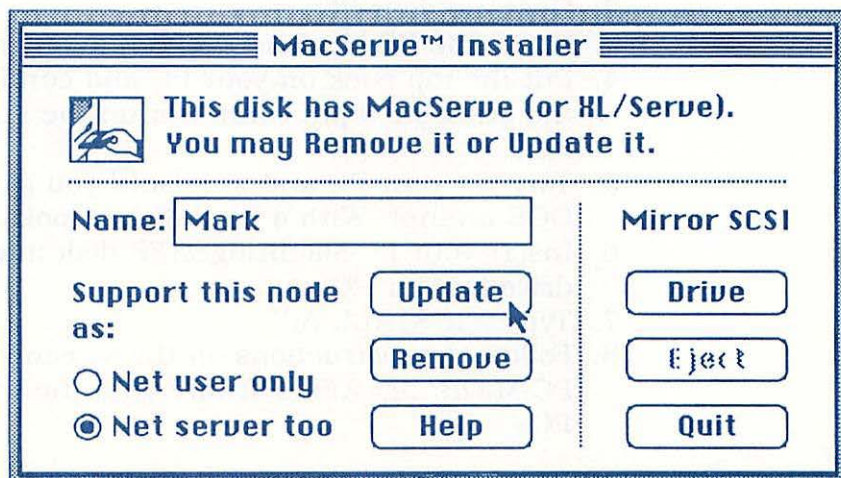 MacServe™ Installer
This disk has MacServe (or XL/Serve).
You may Remove it or Update it.
Name: Mark
Mirror SCSI
Support this node
as:
Net user only
Net server too
Update
Remove
Help
Drive
Eject
Quit